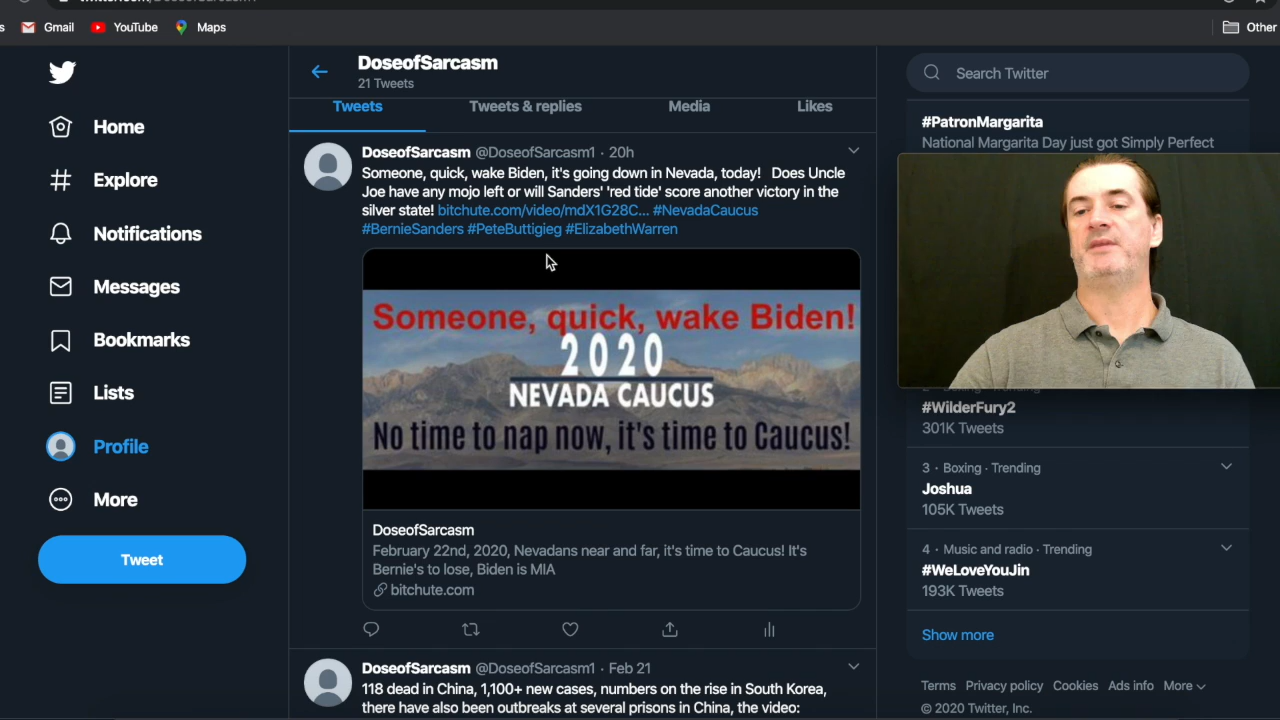 Gmail
YouTube
Maps
Other
DoseofSarcasm
21 Tweets
Tweets
Tweets & replies
Media
Likes
DoseofSarcasm @DoseofSarcasm1 · 20h
Someone, quick, wake Biden, it's going down in Nevada, today! Does Uncle
Joe have any mojo left or will Sanders' 'red tide' score another victory in the
silver state! bitchute.com/video/mdX1G28C... #NevadaCaucus
#BernieSanders #PeteButtigieg #ElizabethWarren
Someone, quick, wake Biden!
2020
NEVADA CAUCUS
No time to nap now, it's time to Caucus!
DoseofSarcasm
February 22nd, 2020, Nevadans near and far, it's time to Caucus! It's
Bernie's to lose, Biden is MIA
bitchute.com
DoseofSarcasm @DoseofSarcasm1 · Feb 21
118 dead in China, 1,100+ new cases, numbers on the rise in South Korea,
there have also been outbreaks at several prisons in China, the video:
Home
Explore
Notifications
Messages
Bookmarks
Lists
Profile
More
Tweet
Search Twitter
#PatronMargarita
National Margarita Day just got Simply Perfect
#WilderFury2
301K Tweets
3 · Boxing · Trending
Joshua
105K Tweets
4 · Music and radio · Trending
#WeLoveYouJin
193K Tweets
Show more
Terms Privacy policy Cookies Ads info More
© 2020 Twitter, Inc.